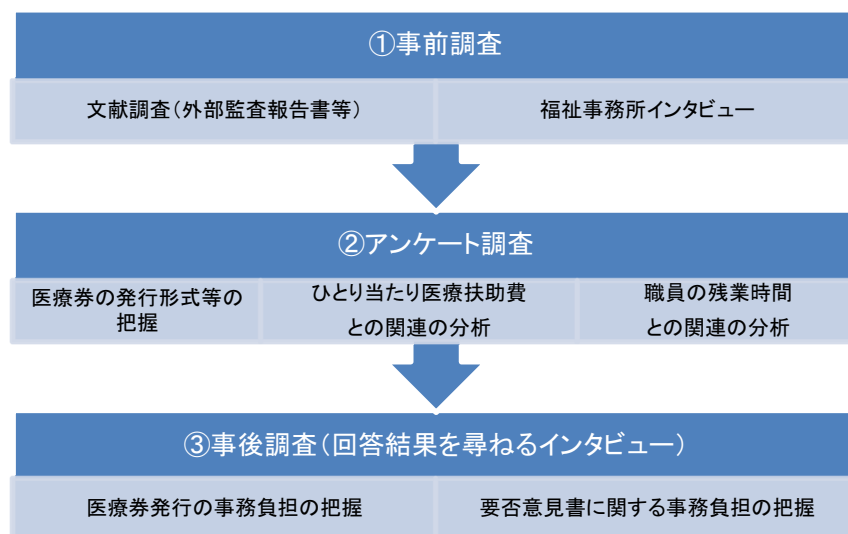 ①事前調査
文献調査(外部監査報告書等)
福祉事務所インタビュー
②アンケート調査
医療券の発行形式等の
把握
ひとり当たり医療扶助費
との関連の分析
職員の残業時間
との関連の分析
③事後調査(回答結果を尋ねるインタビュー)
医療券発行の事務負担の把握
要否意見書に関する事務負担の把握